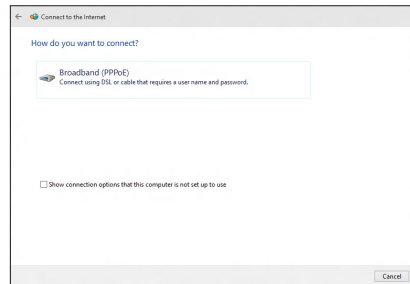 Connect to the Internet
How do you want to connect?
Broadband (PPPoE)
Connect using DSL or cable that requires a user name and password.
Show connection options that this computer is not set up to use
Cancel